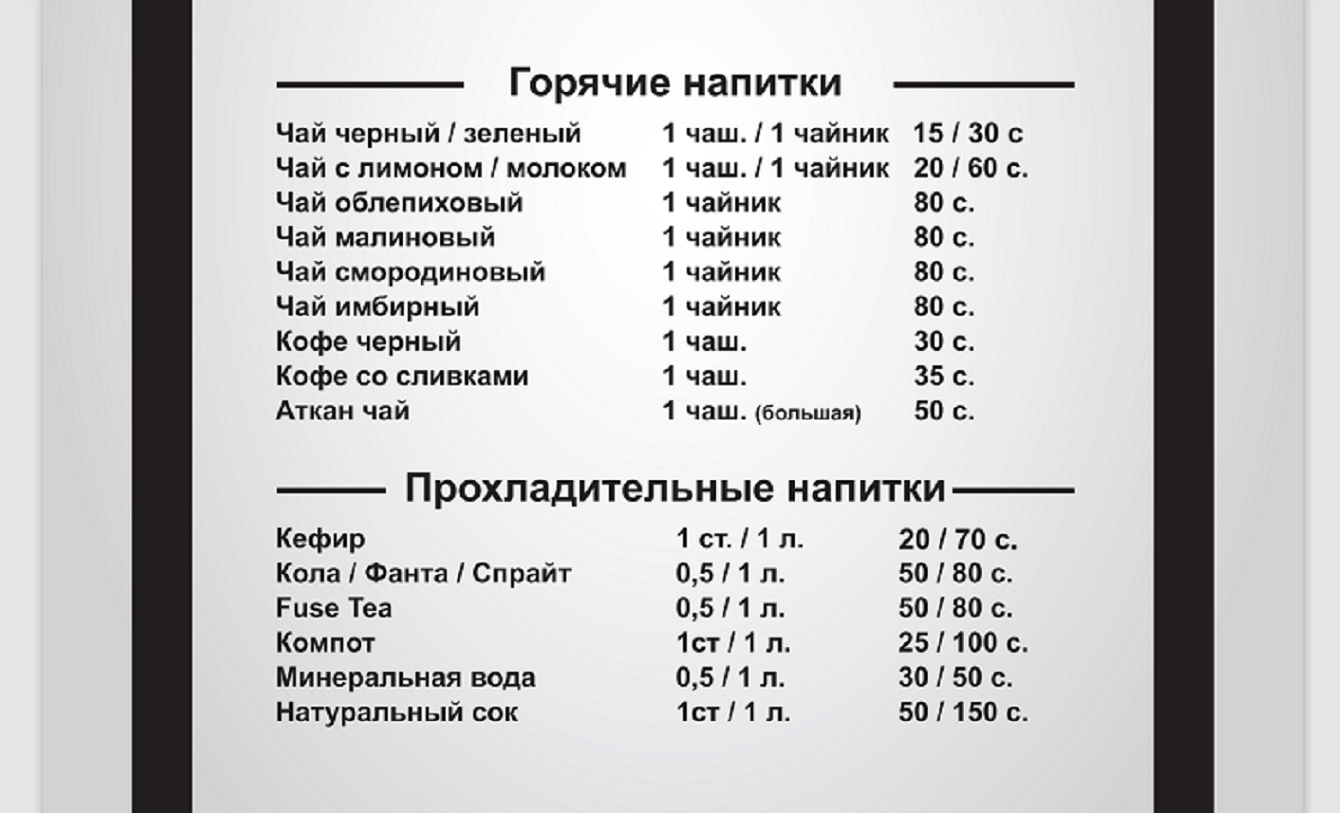 Горячие напитки
Чай черный / зеленый 1 чаш. / 1 чайник 15 / 30 с
Чай с лимоном / молоком 1 чаш. / 1 чайник 20 / 60 с.
Чай облепиховый 1 чайник 80 с.
Чай малиновый 1 чайник 80 с.
Чай смородиновый 1 чайник 80 с.
Чай имбирный 1 чайник 80 с.
Кофе черный 1 чаш. 30 с.
Кофе со сливками 1 чаш. 35 с.
Аткан чай 1 чаш. (большая) 50 с.
Прохладительные напитки
Кефир 1 ст. / 1 л. 20 / 70 с.
Кола / Фанта / Спрайт 0,5 / 1 л. 50 / 80 с.
Fuse Tea 0,5 / 1 л. 50 / 80 с.
Компот 1ст / 1 л. 25 / 100 с.
Минеральная вода 0,5 / 1 л. 30 / 50 с.
Натуральный сок 1ст / 1 л. 50 / 150 с.